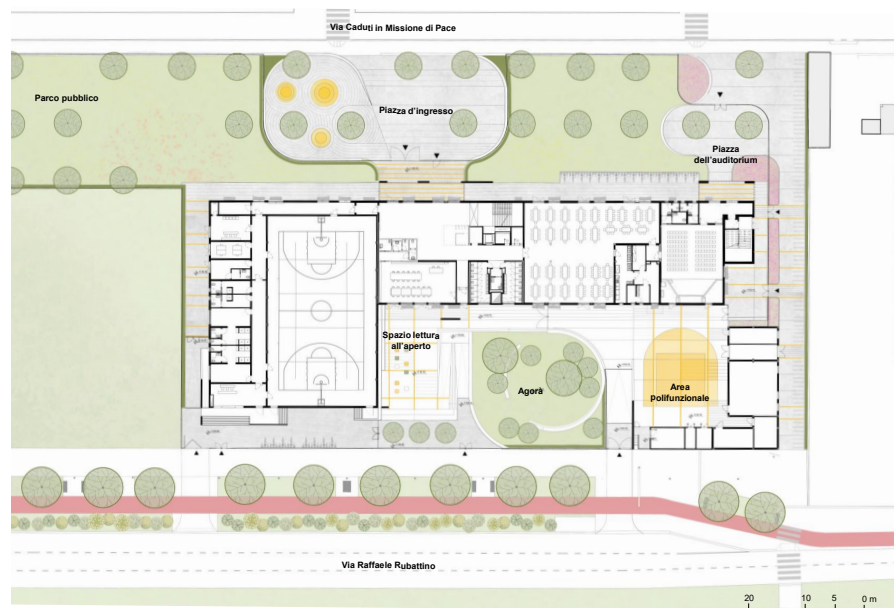 Via Caduti in Missione di Pace
Parco pubblico
Piazza d'ingresso
Piazza
dell'auditorium
Spazio lettura
all'aperto
Agorà
Area
Polifunzionale
Via Raffaele Rubattino
20 10 5 0 m